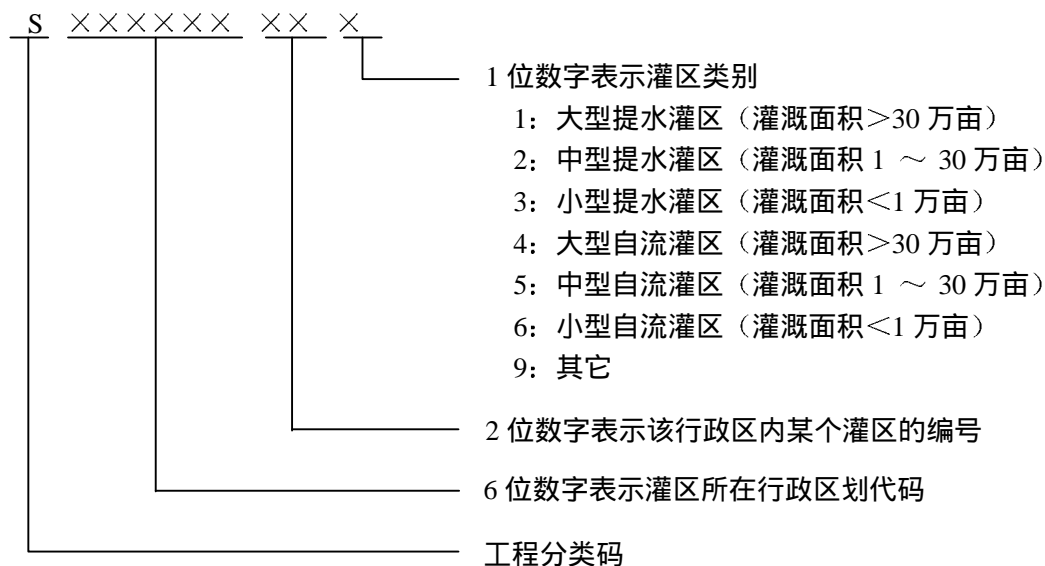 S ×××××× ×× ×
1 位数字表示灌区类别
1：大型提水灌区（灌溉面积＞30 万亩）
2：中型提水灌区（灌溉面积 1 ～ 30 万亩）
3：小型提水灌区（灌溉面积＜1 万亩）
4：大型自流灌区（灌溉面积＞30 万亩）
5：中型自流灌区（灌溉面积 1 ～ 30 万亩）
6：小型自流灌区（灌溉面积＜1 万亩）
9：其它
2 位数字表示该行政区内某个灌区的编号
6 位数字表示灌区所在行政区划代码
工程分类码